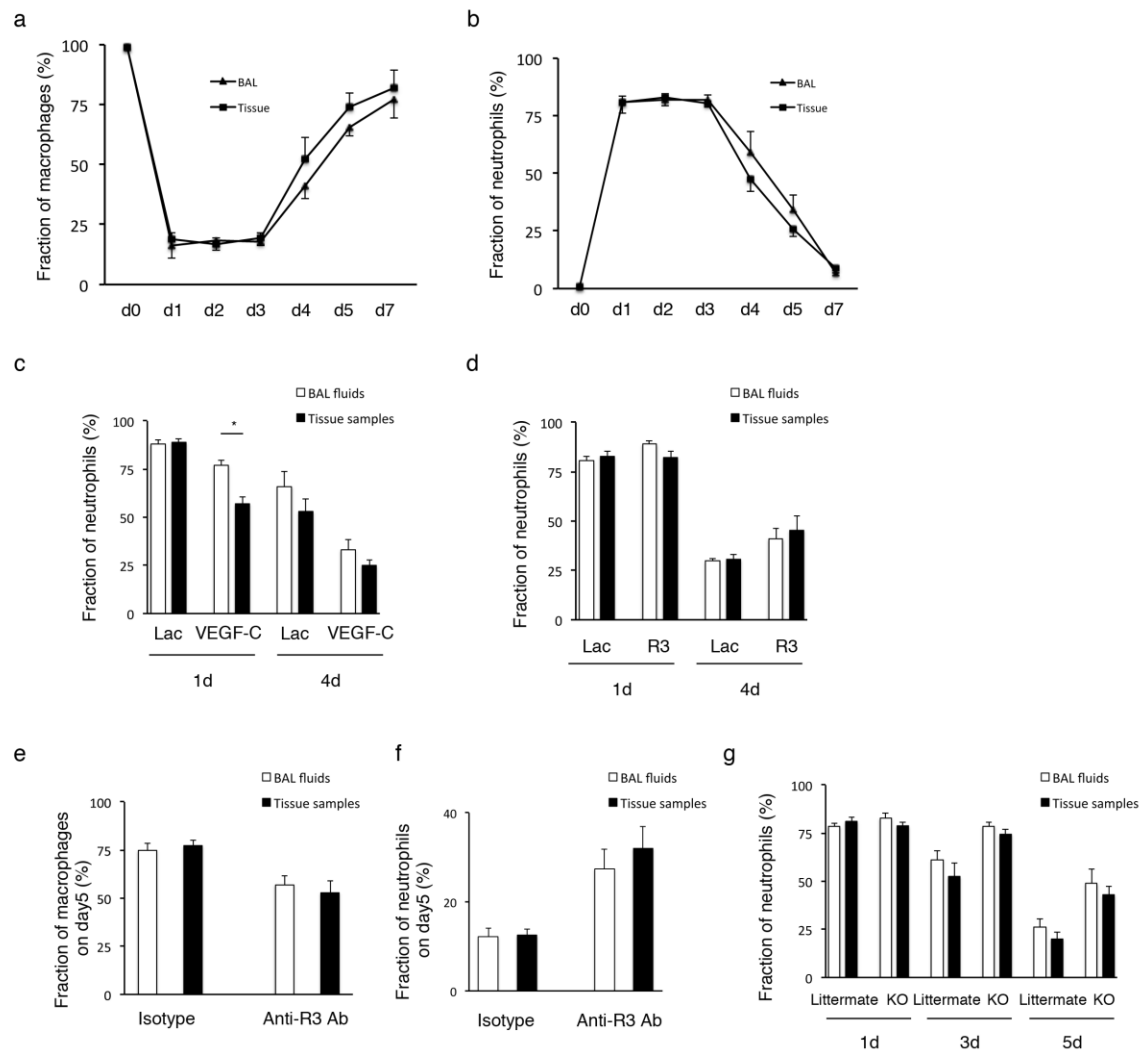 a
Fraction of macrophages (%)
100
75
50
25
0
BAL
Tissue
d0 d1 d2 d3 d4 d5 d7
b
Fraction of neutrophils (%)
100
75
50
25
0
BAL
Tissue
d0 d1 d2 d3 d4 d5 d7
c
BAL fluids
Tissue samples
Fraction of neutrophils (%)
100
75
50
25
0
*
Lac VEGF-C Lac VEGF-C
1d 4d
d
BAL fluids
Tissue samples
Fraction of neutrophils (%)
100
75
50
25
0
Lac R3 Lac R3
1d 4d
e
BAL fluids
Tissue samples
Fraction of macrophages
on day5 (%)
100
75
50
25
0
Isotype Anti-R3 Ab
f
BAL fluids
Tissue samples
Fraction of neutrophils
on day5 (%)
40
20
0
Isotype Anti-R3 Ab
g
BAL fluids
Tissue samples
Fraction of neutrophils (%)
100
75
50
25
0
Littermate KO Littermate KO Littermate KO
1d 3d 5d